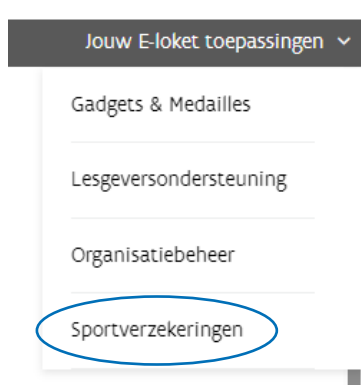 Jouw E-loket toepassingen
Gadgets & Medailles
Lesgeversondersteuning
Organisatiebeheer
Sportverzekeringen